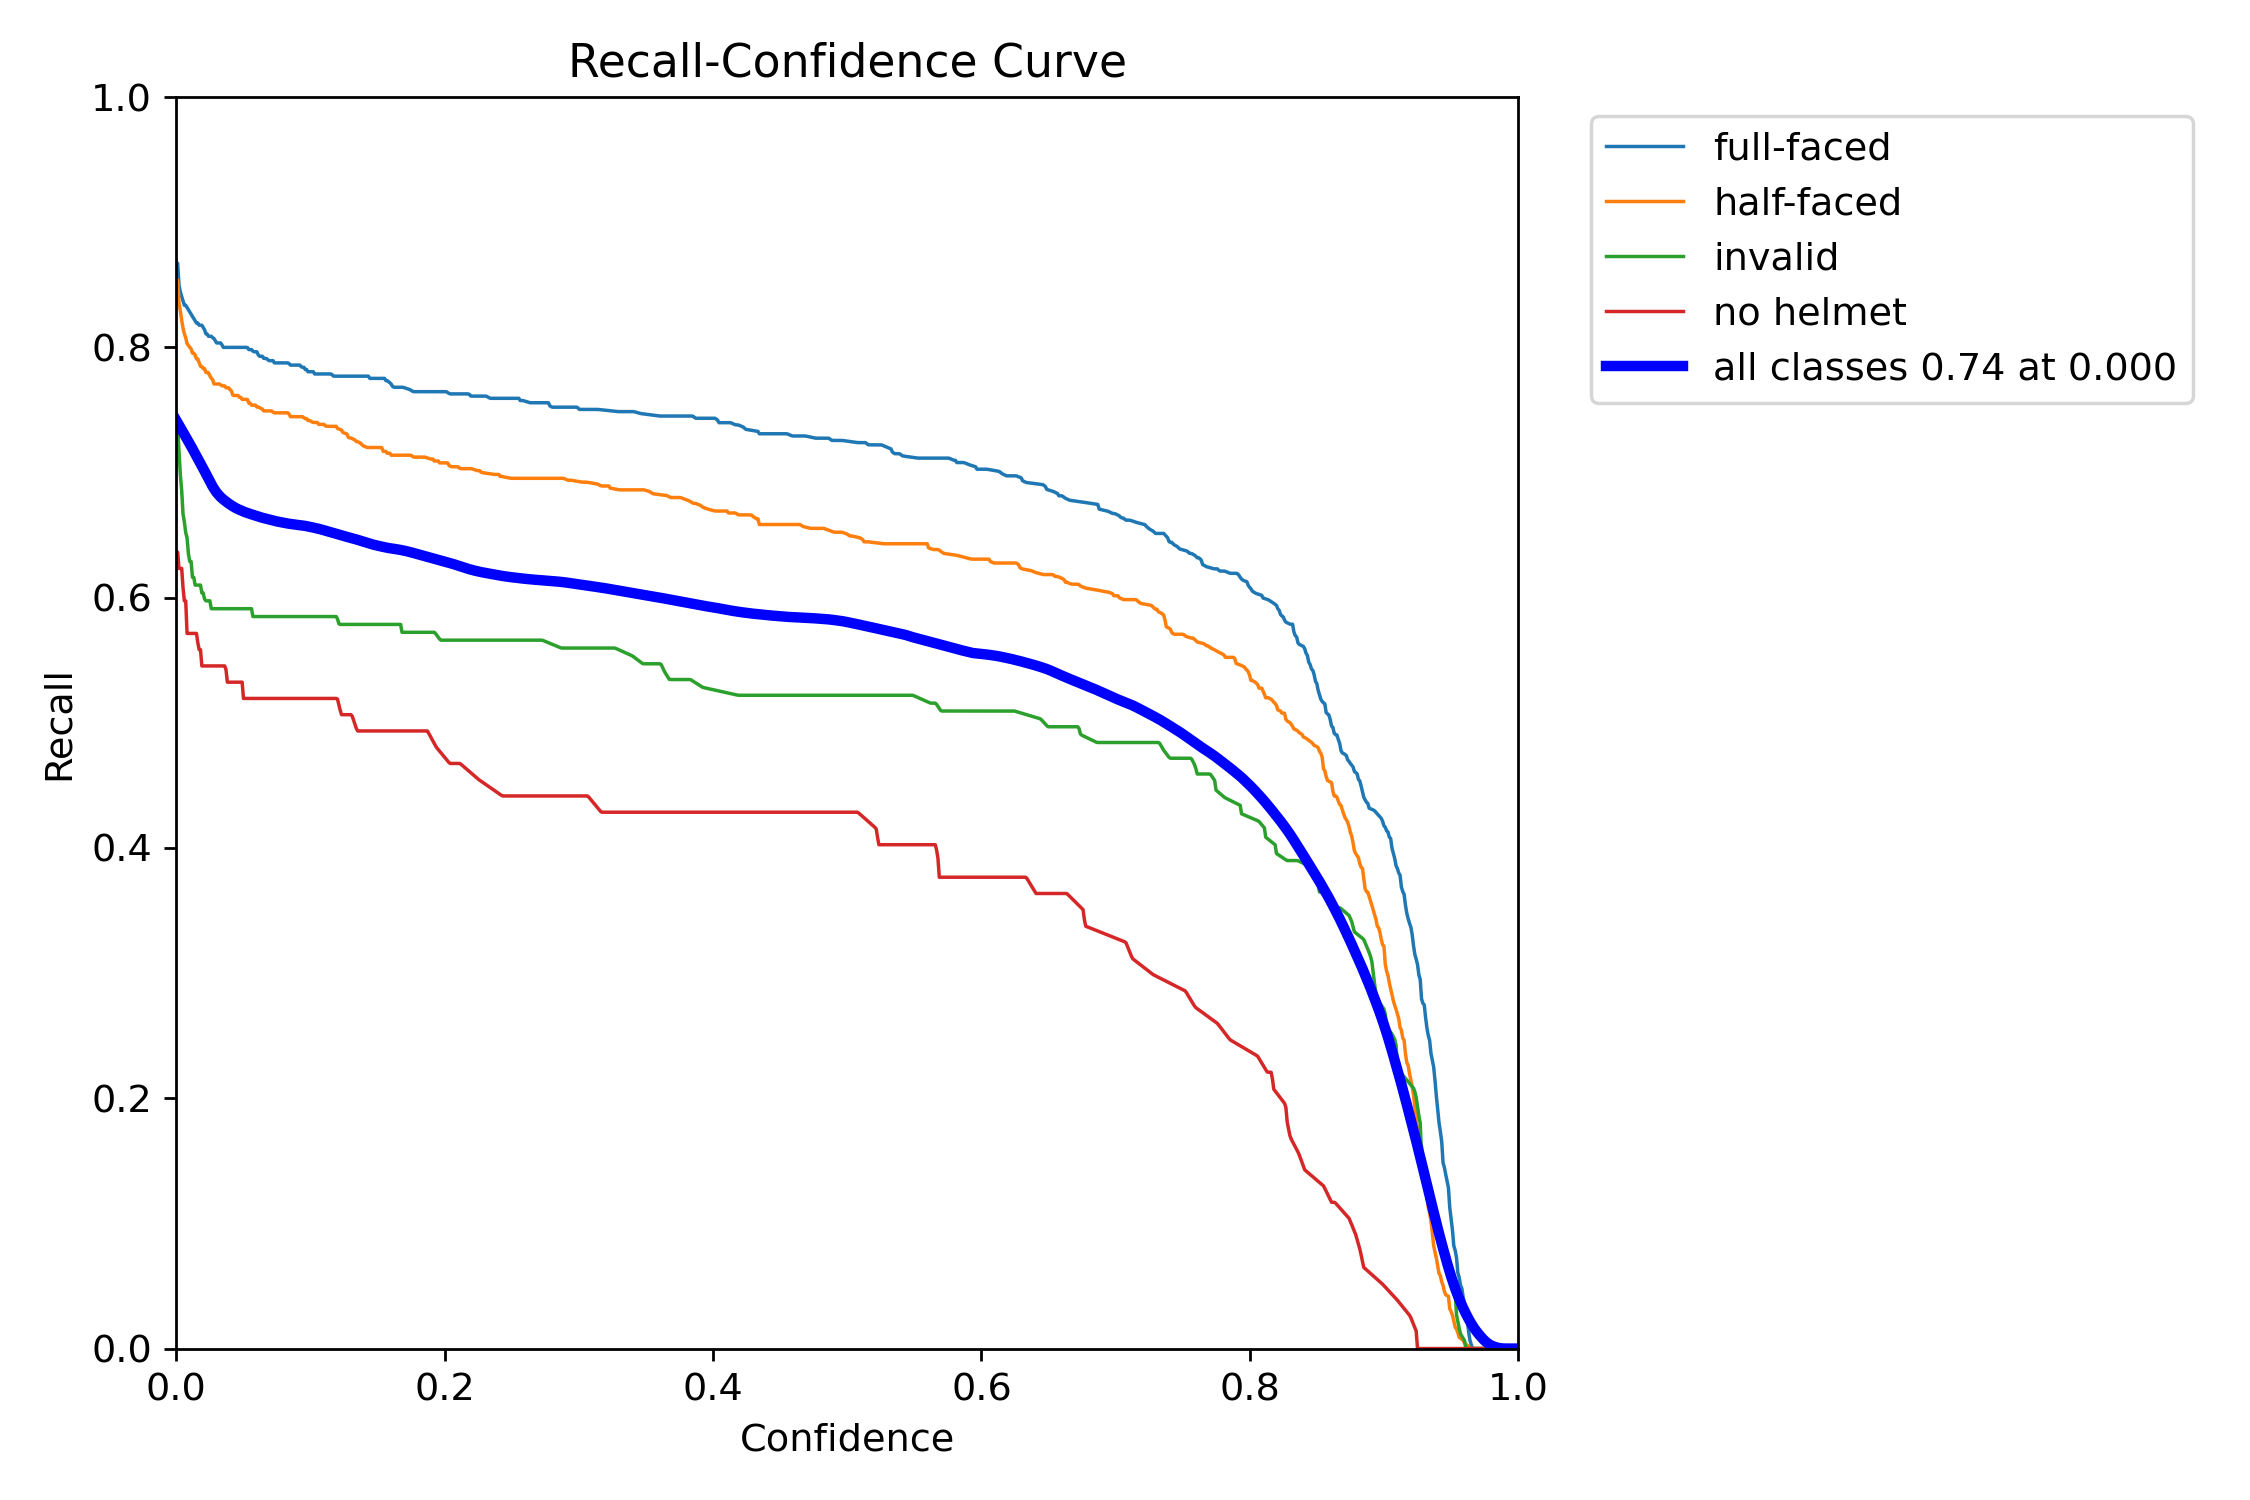 Recall-Confidence Curve
1.0
0.8
0.6
0.4
0.2
0.0
Recall
0.0 0.2 0.4 0.6 0.8 1.0
Confidence
full-faced
half-faced
invalid
no helmet
all classes 0.74 at 0.000